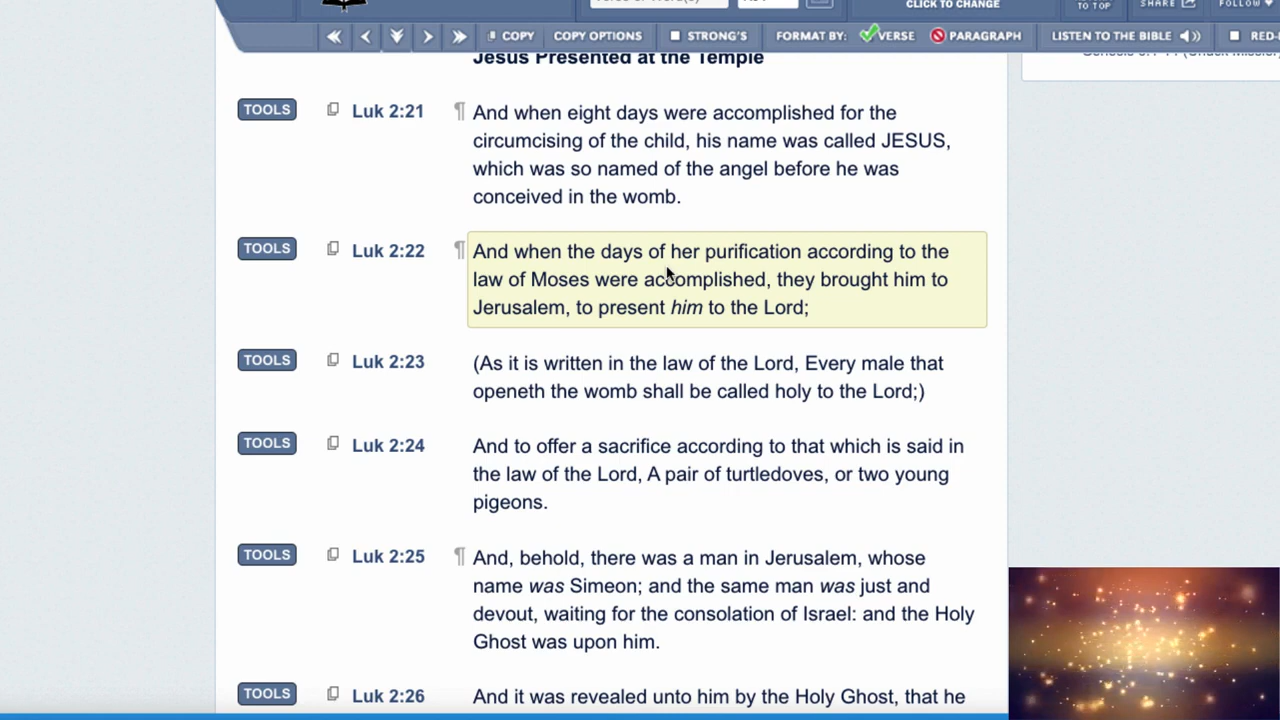 CLICK TO CHANGE
TO TOP
SHARE
FOLLOW
COPY COPY OPTIONS STRONG'S FORMAT BY: VERSE PARAGRAPH LISTEN TO THE BIBLE RED-
Jesus Presented at the Temple
TOOLS Luk 2:21 ¶ And when eight days were accomplished for the
circumcising of the child, his name was called JESUS,
which was so named of the angel before he was
conceived in the womb.
TOOLS Luk 2:22 ¶ And when the days of her purification according to the
law of Moses were accomplished, they brought him to
Jerusalem, to present him to the Lord;
TOOLS Luk 2:23 (As it is written in the law of the Lord, Every male that
openeth the womb shall be called holy to the Lord;)
TOOLS Luk 2:24 And to offer a sacrifice according to that which is said in
the law of the Lord, A pair of turtledoves, or two young
pigeons.
TOOLS Luk 2:25 ¶ And, behold, there was a man in Jerusalem, whose
name was Simeon; and the same man was just and
devout, waiting for the consolation of Israel: and the Holy
Ghost was upon him.
TOOLS Luk 2:26 And it was revealed unto him by the Holy Ghost, that he